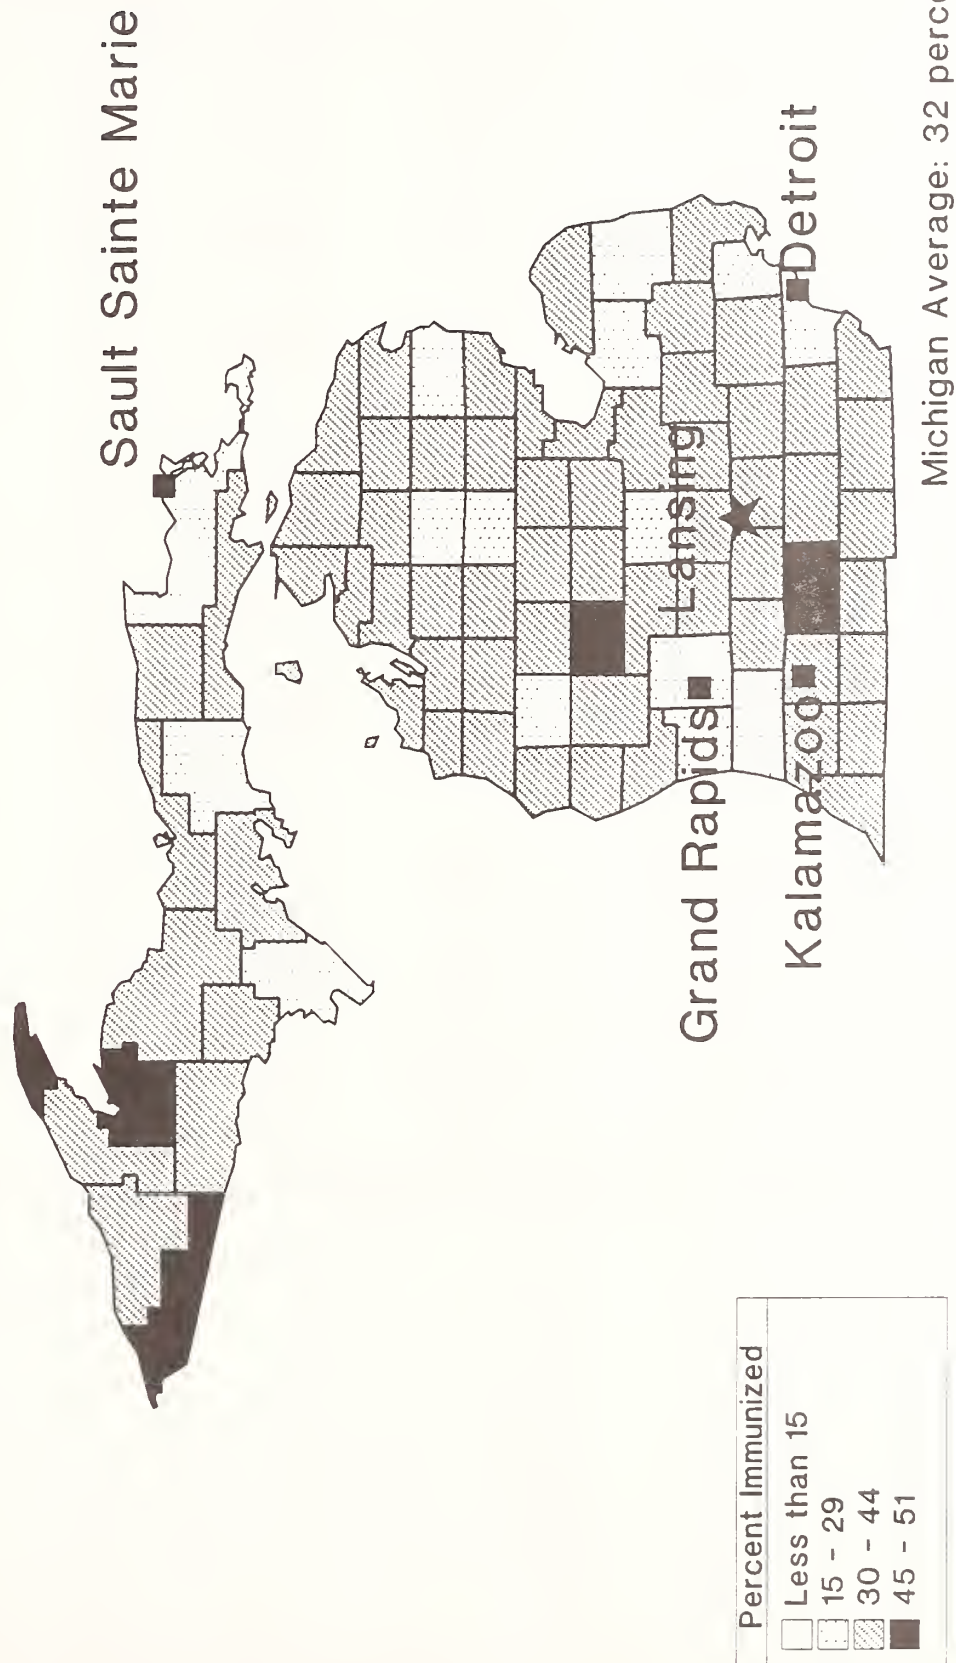 Sault Sainte Marie
Lansing
Detroit
Grand Rapids
Kalamazoo
Michigan Average: 32
Percent Immunized
Less than 15
15 - 29
30 - 44
45 - 51